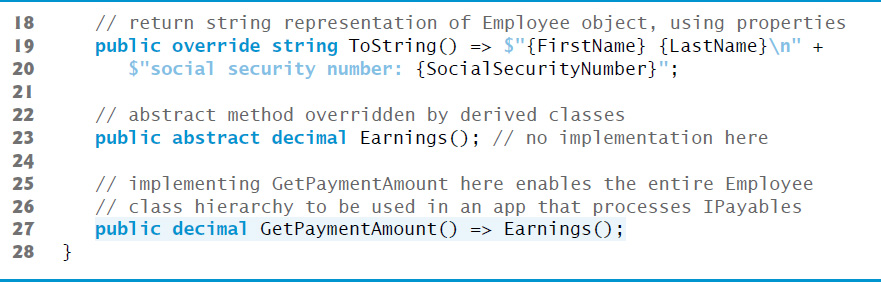 18 // return string representation of Employee object, using properties
19 public override string ToString() => $"{FirstName} {LastName}\n" +
20 $"social security number: {SocialSecurityNumber}";
21
22 // abstract method overridden by derived classes
23 public abstract decimal Earnings(); // no implementation here
24
25 // implementing GetPaymentAmount here enables the entire Employee
26 // class hierarchy to be used in an app that processes IPayables
27 public decimal GetPaymentAmount() => Earnings();
28 }